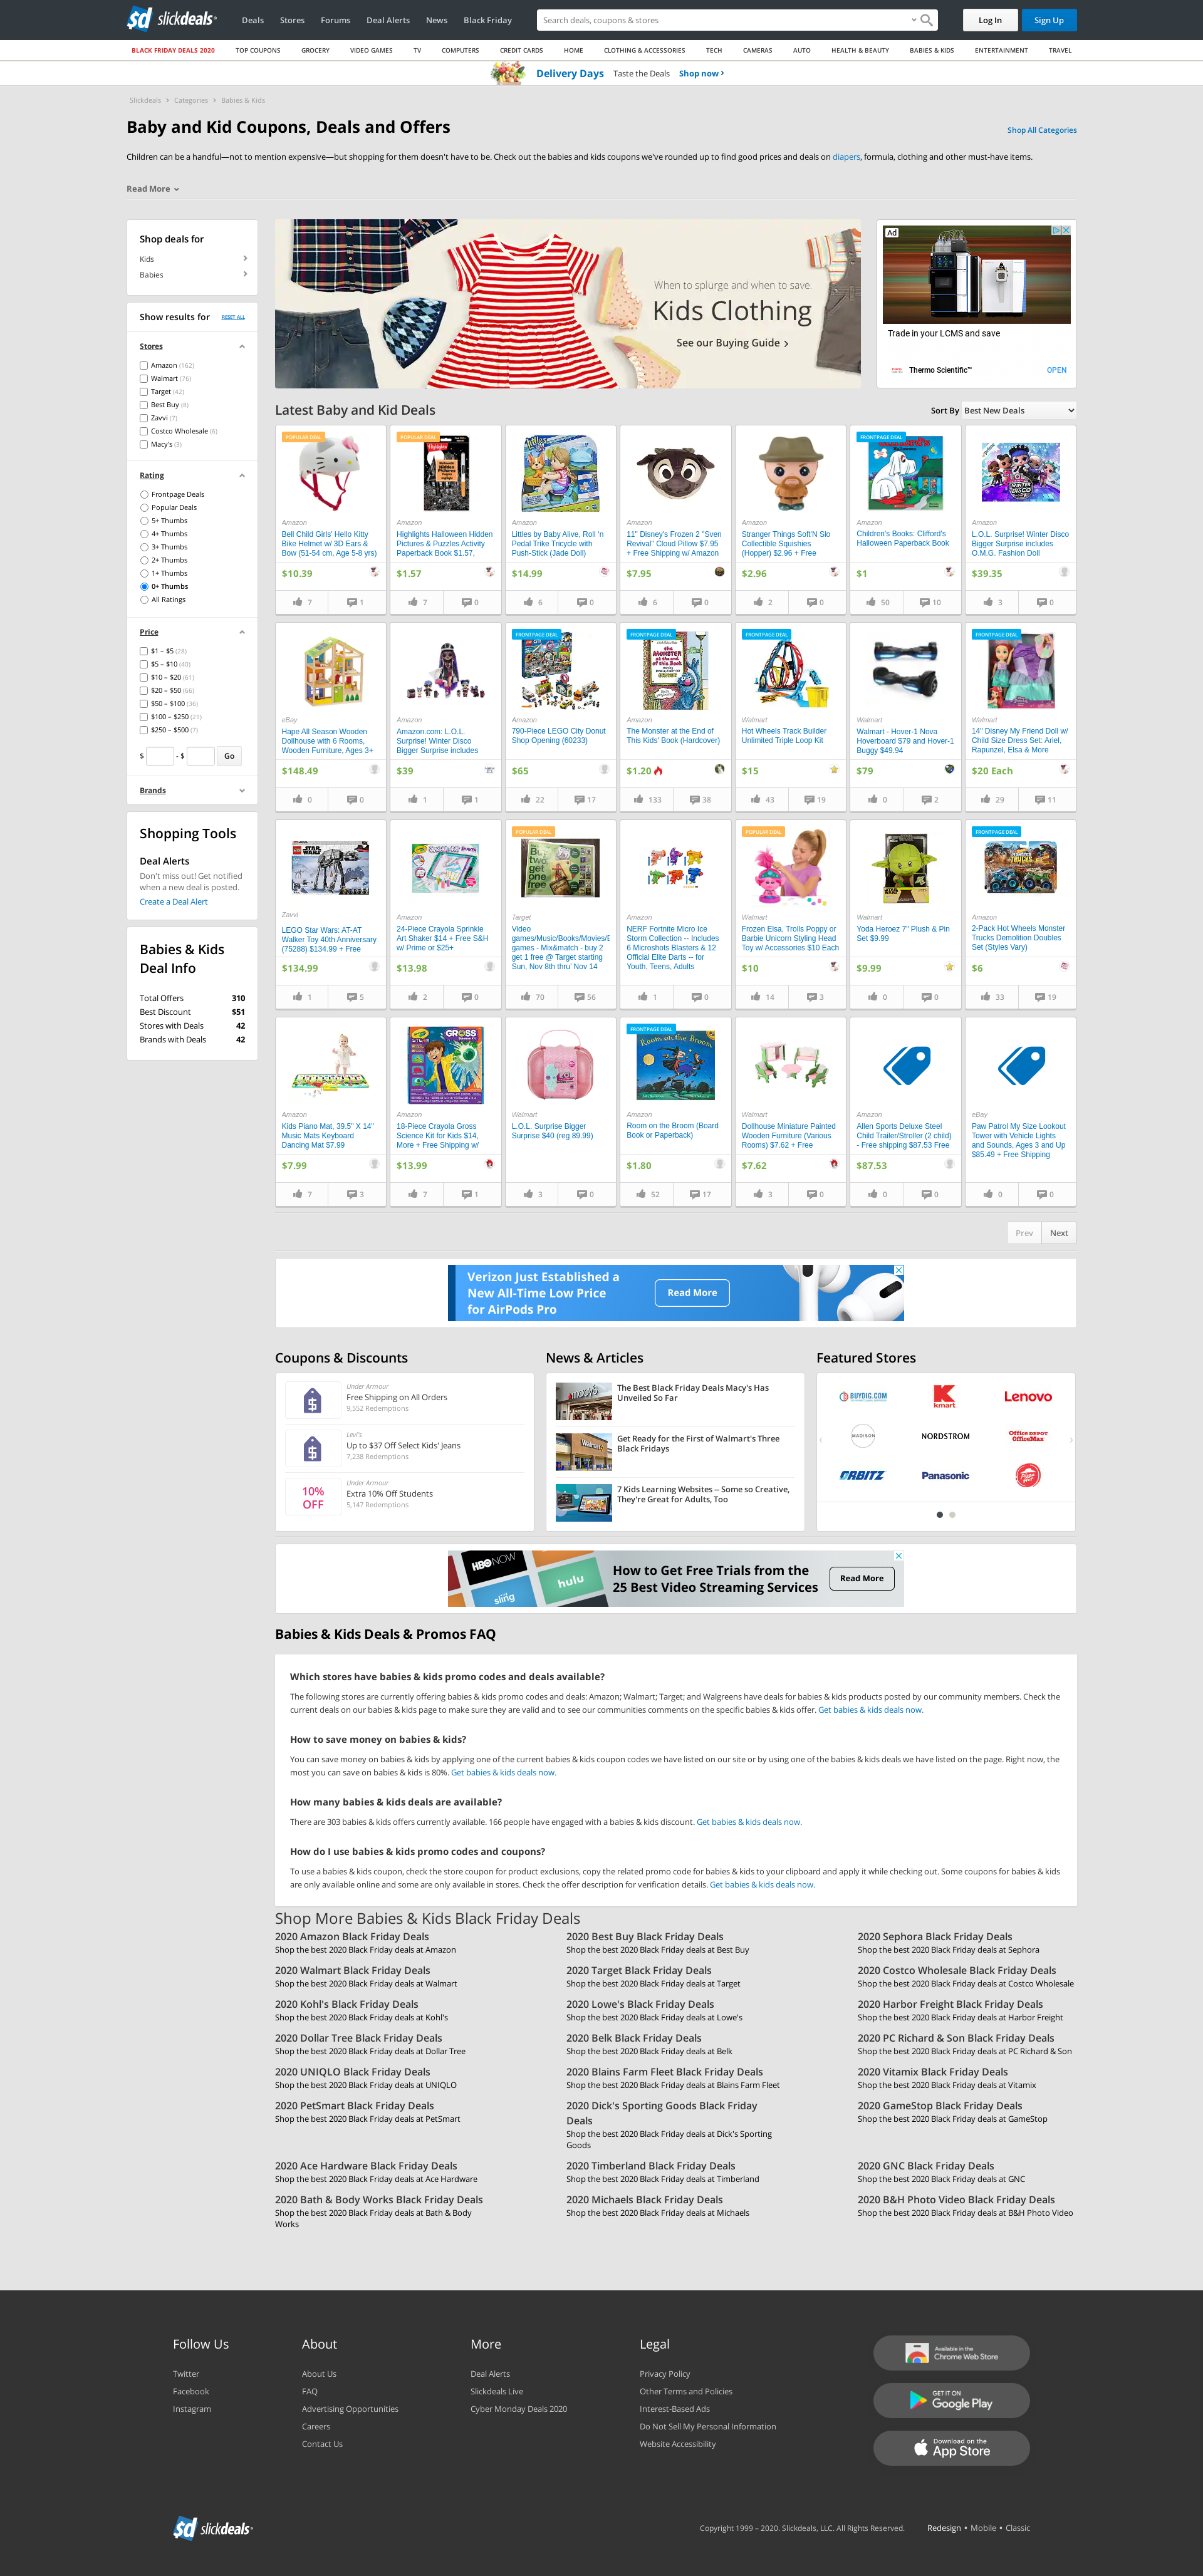 sd slickdeals
Deals Stores Forums Deal Alerts News Black Friday
Search deals, coupons & stores
Log In Sign Up
BLACK FRIDAY DEALS 2020 TOP COUPONS GROCERY VIDEO GAMES TV COMPUTERS CREDIT CARDS HOME CLOTHING & ACCESSORIES TECH CAMERAS AUTO HEALTH & BEAUTY BABIES & KIDS ENTERTAINMENT TRAVEL
Delivery Days Taste the Deals Shop now
Slickdeals Categories Babies & Kids
Baby and Kid Coupons, Deals and Offers
Shop All Categories
Children can be a handful—not to mention expensive—but shopping for them doesn't have to be. Check out the babies and kids coupons we've rounded up to find good prices and deals on diapers, formula, clothing and other must-have items.
Read More
Shop deals for
Kids
Babies
Show results for RESET ALL
Stores
Amazon (162)
Walmart (76)
Target (42)
Best Buy (8)
Zavvi (7)
Costco Wholesale (6)
Macy's (3)
Rating
Frontpage Deals
Popular Deals
5+ Thumbs
4+ Thumbs
3+ Thumbs
2+ Thumbs
1+ Thumbs
0+ Thumbs
All Ratings
Price
$1 – $5 (28)
$5 – $10 (40)
$10 – $20 (61)
$20 – $50 (66)
$50 – $100 (36)
$100 – $250 (21)
$250 – $500 (7)
$ - $ Go
Brands
Shopping Tools
Deal Alerts
Don't miss out! Get notified
when a new deal is posted.
Create a Deal Alert
Babies & Kids
Deal Info
Total Offers 310
Best Discount $51
Stores with Deals 42
Brands with Deals 42
When to splurge and when to save.
Kids Clothing
See our Buying Guide
Ad
Trade in your LCMS and save
Thermo Scientific™ OPEN
Latest Baby and Kid Deals
Sort By Best New Deals
POPULAR DEAL
Amazon
Bell Child Girls' Hello Kitty
Bike Helmet w/ 3D Ears &
Bow (51-54 cm, Age 5-8 yrs)
$10.39
7 1
POPULAR DEAL
Amazon
Highlights Halloween Hidden
Pictures & Puzzles Activity
Paperback Book $1.57,
$1.57
7 0
Amazon
Littles by Baby Alive, Roll 'n
Pedal Trike Tricycle with
Push-Stick (Jade Doll)
$14.99
6 0
Amazon
11" Disney's Frozen 2 "Sven
Revival" Cloud Pillow $7.95
+ Free Shipping w/ Amazon
$7.95
6 0
Amazon
Stranger Things Soft'N Slo
Collectible Squishies
(Hopper) $2.96 + Free
$2.96
2 0
FRONTPAGE DEAL
Amazon
Children's Books: Clifford's
Halloween Paperback Book
$1
50 10
Amazon
L.O.L. Surprise! Winter Disco
Bigger Surprise includes
O.M.G. Fashion Doll
$39.35
3 0
eBay
Hape All Season Wooden
Dollhouse with 6 Rooms,
Wooden Furniture, Ages 3+
$148.49
0 0
Amazon
Amazon.com: L.O.L.
Surprise! Winter Disco
Bigger Surprise includes
$39
1 1
FRONTPAGE DEAL
Amazon
790-Piece LEGO City Donut
Shop Opening (60233)
$65
22 17
FRONTPAGE DEAL
Amazon
The Monster at the End of
This Kids' Book (Hardcover)
$1.20
133 38
FRONTPAGE DEAL
Walmart
Hot Wheels Track Builder
Unlimited Triple Loop Kit
$15
43 19
Walmart
Walmart - Hover-1 Nova
Hoverboard $79 and Hover-1
Buggy $49.94
$79
0 2
FRONTPAGE DEAL
Walmart
14" Disney My Friend Doll w/
Child Size Dress Set: Ariel,
Rapunzel, Elsa & More
$20 Each
29 11
Zavvi
LEGO Star Wars: AT-AT
Walker Toy 40th Anniversary
(75288) $134.99 + Free
$134.99
1 5
Amazon
24-Piece Crayola Sprinkle
Art Shaker $14 + Free S&H
w/ Prime or $25+
$13.98
2 0
POPULAR DEAL
Target
Video
games/Music/Books/Movies/E
games - Mix&match - buy 2
get 1 free @ Target starting
Sun, Nov 8th thru' Nov 14
70 56
Amazon
NERF Fortnite Micro Ice
Storm Collection -- Includes
6 Microshots Blasters & 12
Official Elite Darts -- for
Youth, Teens, Adults
1 0
POPULAR DEAL
Walmart
Frozen Elsa, Trolls Poppy or
Barbie Unicorn Styling Head
Toy w/ Accessories $10 Each
$10
14 3
Walmart
Yoda Heroez 7" Plush & Pin
Set $9.99
$9.99
0 0
FRONTPAGE DEAL
Amazon
2-Pack Hot Wheels Monster
Trucks Demolition Doubles
Set (Styles Vary)
$6
33 19
Amazon
Kids Piano Mat, 39.5" X 14"
Music Mats Keyboard
Dancing Mat $7.99
$7.99
7 3
Amazon
18-Piece Crayola Gross
Science Kit for Kids $14,
More + Free Shipping w/
$13.99
7 1
Walmart
L.O.L. Surprise Bigger
Surprise $40 (reg 89.99)
3 0
FRONTPAGE DEAL
Amazon
Room on the Broom (Board
Book or Paperback)
$1.80
52 17
Walmart
Dollhouse Miniature Painted
Wooden Furniture (Various
Rooms) $7.62 + Free
$7.62
3 0
Amazon
Allen Sports Deluxe Steel
Child Trailer/Stroller (2 child)
- Free shipping $87.53 Free
$87.53
0 0
eBay
Paw Patrol My Size Lookout
Tower with Vehicle Lights
and Sounds, Ages 3 and Up
$85.49 + Free Shipping
0 0
Prev Next
Verizon Just Established a
New All-Time Low Price
for AirPods Pro
Read More
Coupons & Discounts
Under Armour
Free Shipping on All Orders
9,552 Redemptions
Levi's
Up to $37 Off Select Kids' Jeans
7,238 Redemptions
10%
OFF
Under Armour
Extra 10% Off Students
5,147 Redemptions
News & Articles
The Best Black Friday Deals Macy's Has
Unveiled So Far
Get Ready for the First of Walmart's Three
Black Fridays
7 Kids Learning Websites -- Some so Creative,
They're Great for Adults, Too
Featured Stores
BUYDIG.COM kmart Lenovo
MADISON NORDSTROM Office DEPOT OfficeMax
ORBITZ Panasonic Pizza Hut
HBO NOW hulu sling
How to Get Free Trials from the
25 Best Video Streaming Services
Read More
Babies & Kids Deals & Promos FAQ
Which stores have babies & kids promo codes and deals available?
The following stores are currently offering babies & kids promo codes and deals: Amazon; Walmart; Target; and Walgreens have deals for babies & kids products posted by our community members. Check the
current deals on our babies & kids page to make sure they are valid and to see our communities comments on the specific babies & kids offer. Get babies & kids deals now.
How to save money on babies & kids?
You can save money on babies & kids by applying one of the current babies & kids coupon codes we have listed on our site or by using one of the babies & kids deals we have listed on the page. Right now, the
most you can save on babies & kids is 80%. Get babies & kids deals now.
How many babies & kids deals are available?
There are 303 babies & kids offers currently available. 166 people have engaged with a babies & kids discount. Get babies & kids deals now.
How do I use babies & kids promo codes and coupons?
To use a babies & kids coupon, check the store coupon for product exclusions, copy the related promo code for babies & kids to your clipboard and apply it while checking out. Some coupons for babies & kids
are only available online and some are only available in stores. Check the offer description for verification details. Get babies & kids deals now.
Shop More Babies & Kids Black Friday Deals
2020 Amazon Black Friday Deals
Shop the best 2020 Black Friday deals at Amazon
2020 Best Buy Black Friday Deals
Shop the best 2020 Black Friday deals at Best Buy
2020 Sephora Black Friday Deals
Shop the best 2020 Black Friday deals at Sephora
2020 Walmart Black Friday Deals
Shop the best 2020 Black Friday deals at Walmart
2020 Target Black Friday Deals
Shop the best 2020 Black Friday deals at Target
2020 Costco Wholesale Black Friday Deals
Shop the best 2020 Black Friday deals at Costco Wholesale
2020 Kohl's Black Friday Deals
Shop the best 2020 Black Friday deals at Kohl's
2020 Lowe's Black Friday Deals
Shop the best 2020 Black Friday deals at Lowe's
2020 Harbor Freight Black Friday Deals
Shop the best 2020 Black Friday deals at Harbor Freight
2020 Dollar Tree Black Friday Deals
Shop the best 2020 Black Friday deals at Dollar Tree
2020 Belk Black Friday Deals
Shop the best 2020 Black Friday deals at Belk
2020 PC Richard & Son Black Friday Deals
Shop the best 2020 Black Friday deals at PC Richard & Son
2020 UNIQLO Black Friday Deals
Shop the best 2020 Black Friday deals at UNIQLO
2020 Blains Farm Fleet Black Friday Deals
Shop the best 2020 Black Friday deals at Blains Farm Fleet
2020 Vitamix Black Friday Deals
Shop the best 2020 Black Friday deals at Vitamix
2020 PetSmart Black Friday Deals
Shop the best 2020 Black Friday deals at PetSmart
2020 Dick's Sporting Goods Black Friday
Deals
Shop the best 2020 Black Friday deals at Dick's Sporting
Goods
2020 GameStop Black Friday Deals
Shop the best 2020 Black Friday deals at GameStop
2020 Ace Hardware Black Friday Deals
Shop the best 2020 Black Friday deals at Ace Hardware
2020 Timberland Black Friday Deals
Shop the best 2020 Black Friday deals at Timberland
2020 GNC Black Friday Deals
Shop the best 2020 Black Friday deals at GNC
2020 Bath & Body Works Black Friday Deals
Shop the best 2020 Black Friday deals at Bath & Body
Works
2020 Michaels Black Friday Deals
Shop the best 2020 Black Friday deals at Michaels
2020 B&H Photo Video Black Friday Deals
Shop the best 2020 Black Friday deals at B&H Photo Video
Follow Us
Twitter
Facebook
Instagram
About
About Us
FAQ
Advertising Opportunities
Careers
Contact Us
More
Deal Alerts
Slickdeals Live
Cyber Monday Deals 2020
Legal
Privacy Policy
Other Terms and Policies
Interest-Based Ads
Do Not Sell My Personal Information
Website Accessibility
Available in the
Chrome Web Store
GET IT ON
Google Play
Download on the
App Store
sd slickdeals
Copyright 1999 – 2020. Slickdeals, LLC. All Rights Reserved. Redesign • Mobile • Classic